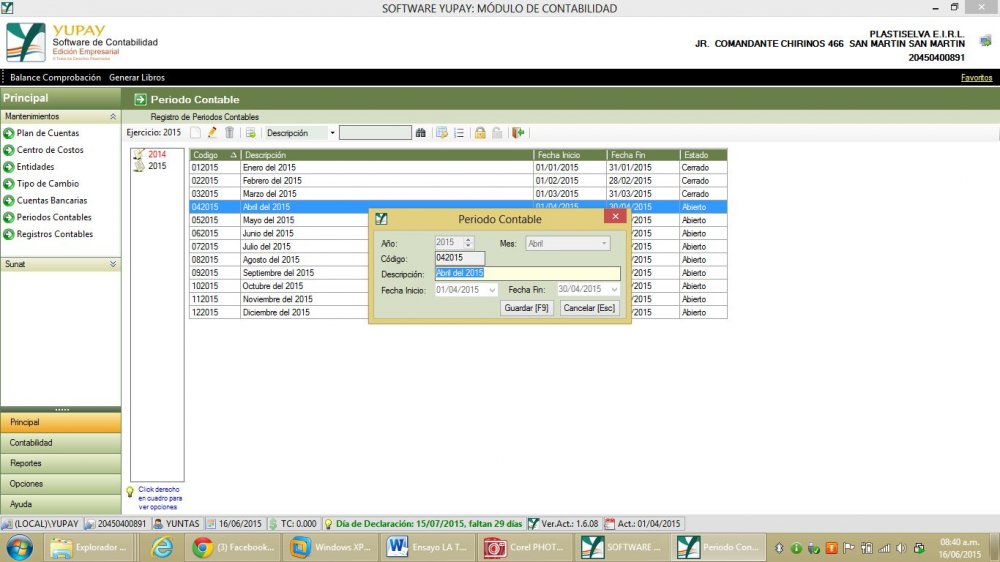 SOFTWARE YUPAY: MÓDULO DE CONTABILIDAD
YUPAY
Software de Contabilidad
Edición Empresarial
PLASTISELVA E.I.R.L.
JR. COMANDANTE CHIRINOS 466 SAN MARTIN SAN MARTIN
20450400891
Balance Comprobación Generar Libros Favoritos
Principal
Mantenimientos
Plan de Cuentas
Centro de Costos
Entidades
Tipo de Cambio
Cuentas Bancarias
Periodos Contables
Registros Contables
Sunat
Principal
Contabilidad
Reportes
Opciones
Ayuda
Periodo Contable
Registro de Periodos Contables
Ejercicio: 2015 Descripción
2014
2015
Click derecho
en cuadro para
ver opciones
Codigo Descripción Fecha Inicio Fecha Fin Estado
012015 Enero del 2015 01/01/2015 31/01/2015 Cerrado
022015 Febrero del 2015 01/02/2015 28/02/2015 Cerrado
032015 Marzo del 2015 01/03/2015 31/03/2015 Cerrado
042015 Abril del 2015 01/04/2015 30/04/2015 Abierto
052015 Mayo del 2015 /2015 Abierto
062015 Junio del 2015 /2015 Abierto
072015 Julio del 2015 /2015 Abierto
082015 Agosto del 2015 /2015 Abierto
092015 Septiembre del 2015 /2015 Abierto
102015 Octubre del 2015 /2015 Abierto
112015 Noviembre del 2015 /2015 Abierto
122015 Diciembre del 2015 /2015 Abierto
Periodo Contable
Año: 2015 Mes: Abril
Código: 042015
Descripción: Abril del 2015
Fecha Inicio: 01/04/2015 Fecha Fin: 30/04/2015
Guardar [F9] Cancelar [Esc]
(LOCAL)\YUPAY 20450400891 YUNTAS 16/06/2015 TC: 0.000 Día de Declaración: 15/07/2015, faltan 29 días Ver.Act.: 1.6.08 Act.: 01/04/2015
Explorador ... (3) Facebook... Windows XP... Ensayo LA T... Corel PHOT... SOFTWARE ... Periodo Con... 08:40 a.m.
16/06/2015